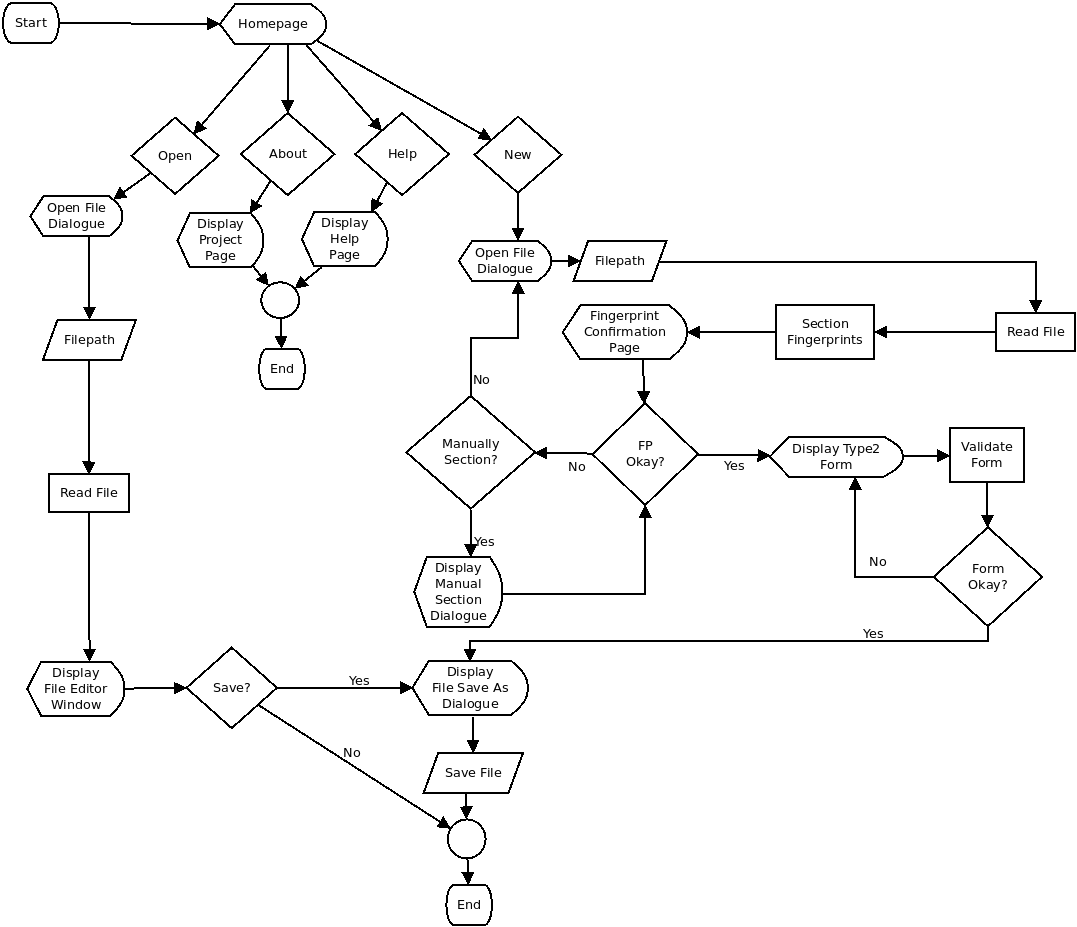 Start
Homepage
Open
About
Help
New
Open File
Dialogue
Display
Project
Page
Display
Help
Page
Open File
Dialogue
Filepath
Filepath
End
Fingerprint
Confirmation
Page
Section
Fingerprints
Read File
No
Manually
Section?
No
FP
Okay?
Yes
Display Type2
Form
Validate
Form
Read File
Yes
Display
Manual
Section
Dialogue
No
Form
Okay?
Yes
Display
File Editor
Window
Save?
Yes
Display
File Save As
Dialogue
No
Save File
End